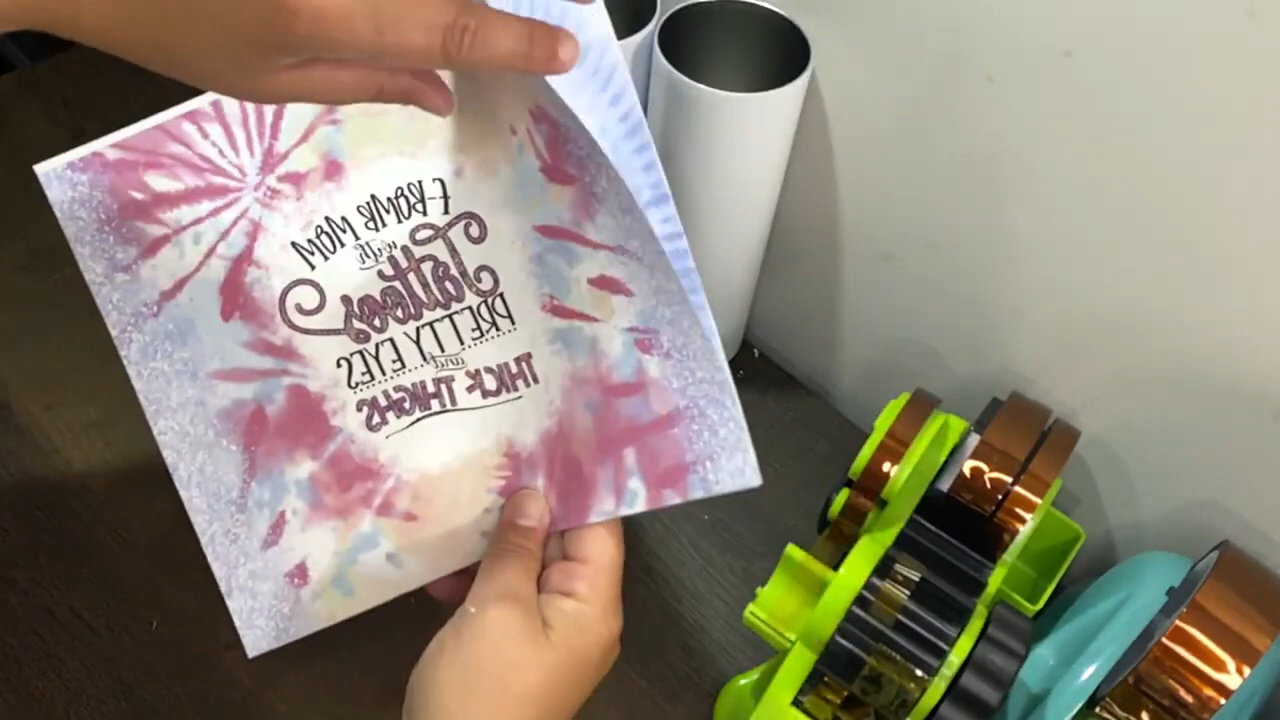 F-BOMB MOM
with
Tattoos
PRETTY EYES
and
THICK THIGHS